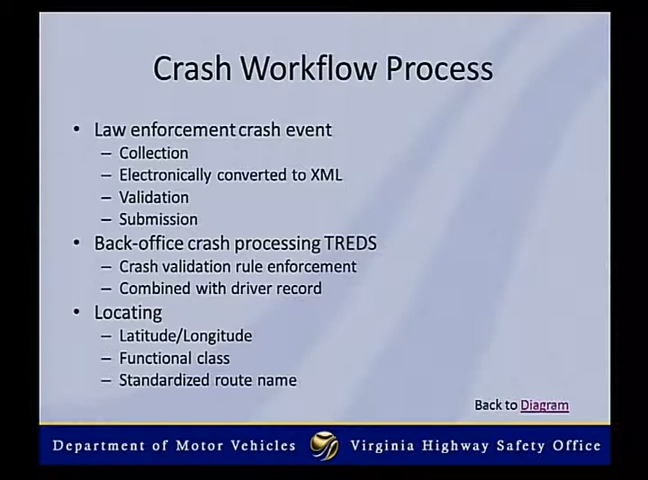 Crash Workflow Process
• Law enforcement crash event
– Collection
– Electronically converted to XML
– Validation
– Submission
• Back-office crash processing TREDS
– Crash validation rule enforcement
– Combined with driver record
• Locating
– Latitude/Longitude
– Functional class
– Standardized route name
Back to Diagram
Department of Motor Vehicles Virginia Highway Safety Office